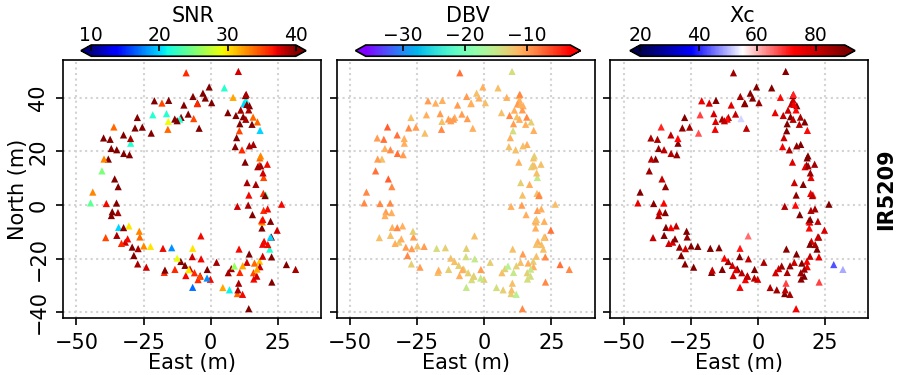 SNR DBV Xc
10 20 30 40 −30 −20 −10 20 40 60 80
40
20
0
−20
−40
North (m)
IR5209
−50 −25 0 25 −50 −25 0 25 −50 −25 0 25
East (m) East (m) East (m)